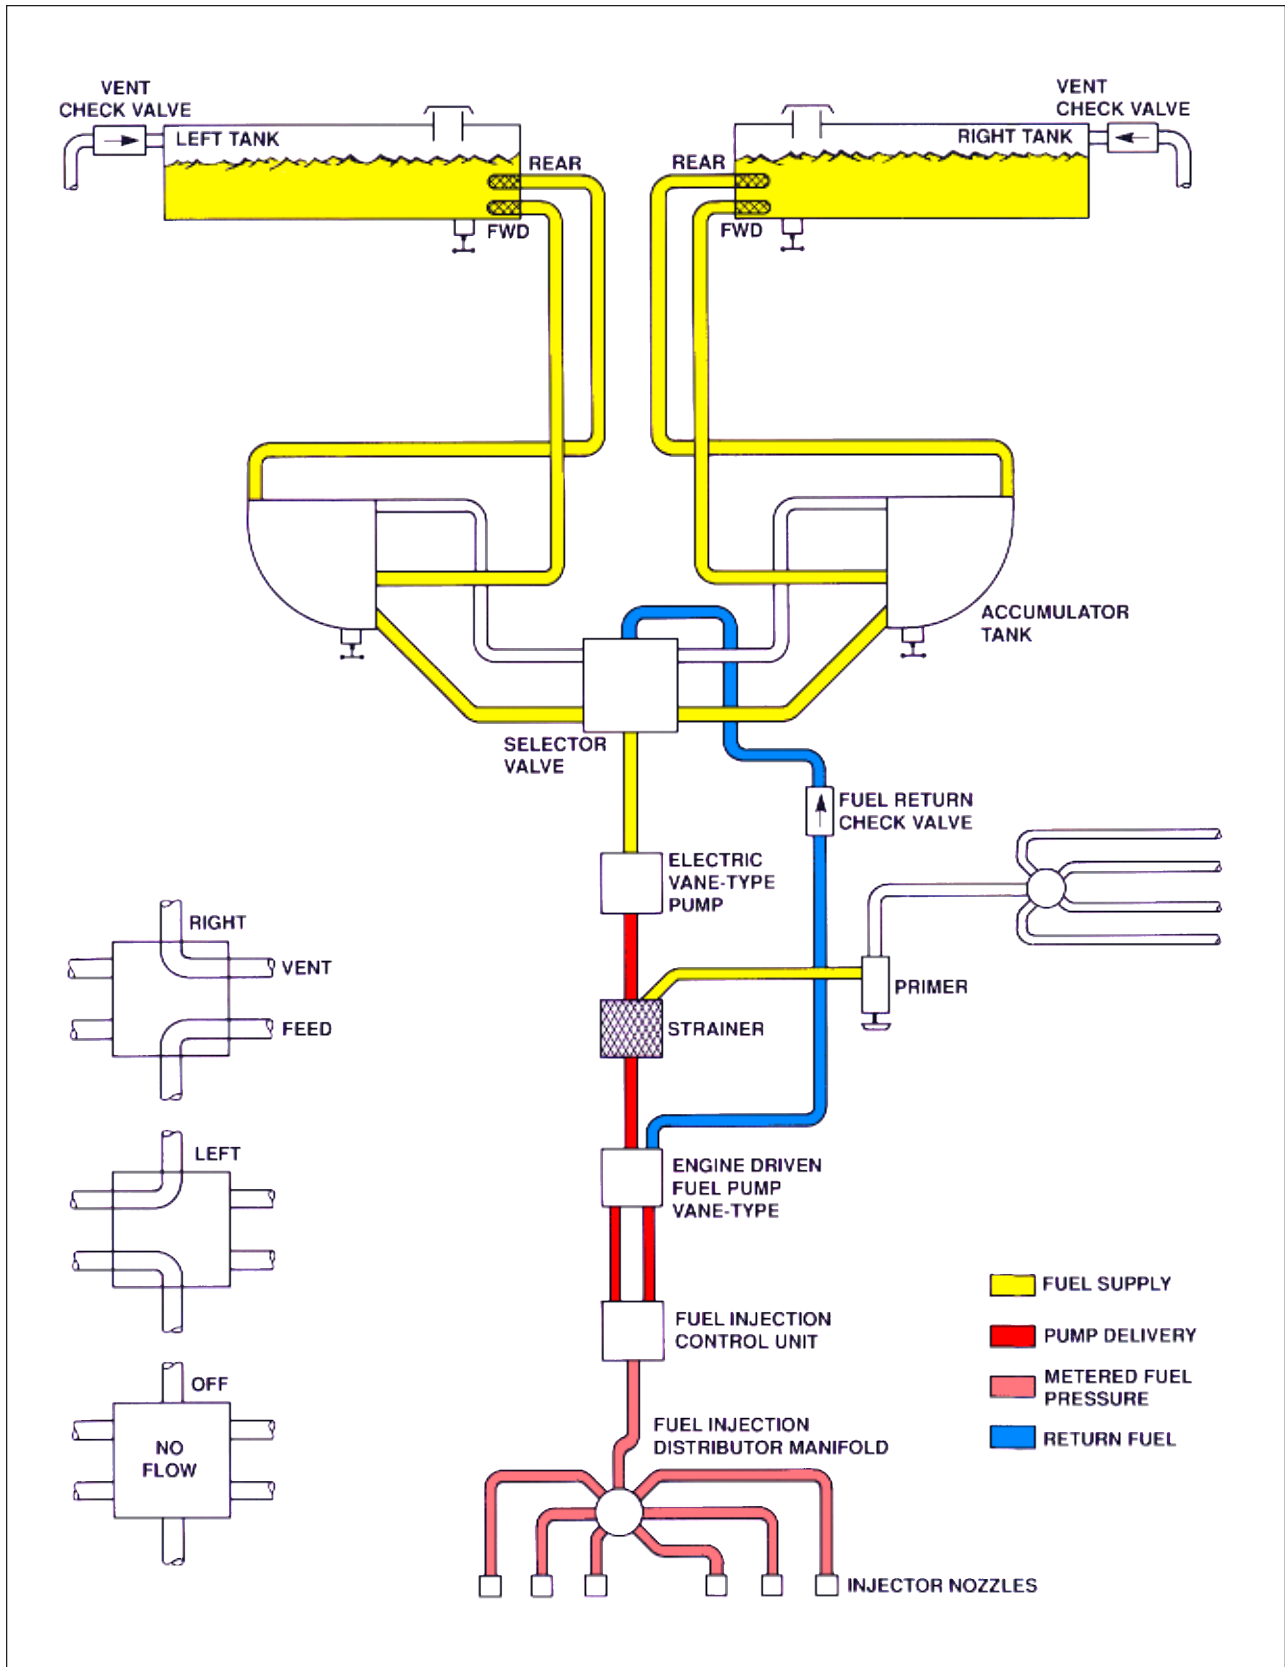 VENT
CHECK VALVE
VENT
CHECK VALVE
LEFT TANK
RIGHT TANK
REAR
REAR
FWD
FWD
ACCUMULATOR
TANK
SELECTOR
VALVE
FUEL RETURN
CHECK VALVE
ELECTRIC
VANE-TYPE
PUMP
RIGHT
VENT
FEED
PRIMER
STRAINER
LEFT
ENGINE DRIVEN
FUEL PUMP
VANE-TYPE
FUEL SUPPLY
FUEL INJECTION
CONTROL UNIT
PUMP DELIVERY
METERED FUEL
PRESSURE
OFF
NO
FLOW
FUEL INJECTION
DISTRIBUTOR MANIFOLD
RETURN FUEL
INJECTOR NOZZLES